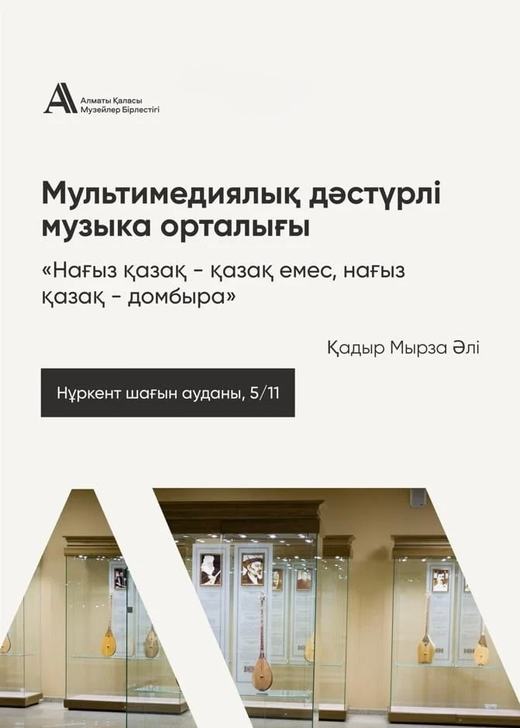 Алматы Қаласы
Музейлер Бірлестігі
Мультимедиялық дәстүрлі
музыка орталығы
«Нағыз қазақ - қазақ емес, нағыз
қазақ - домбыра»
Қадыр Мырза Әлі
Нұркент шағын ауданы, 5/11